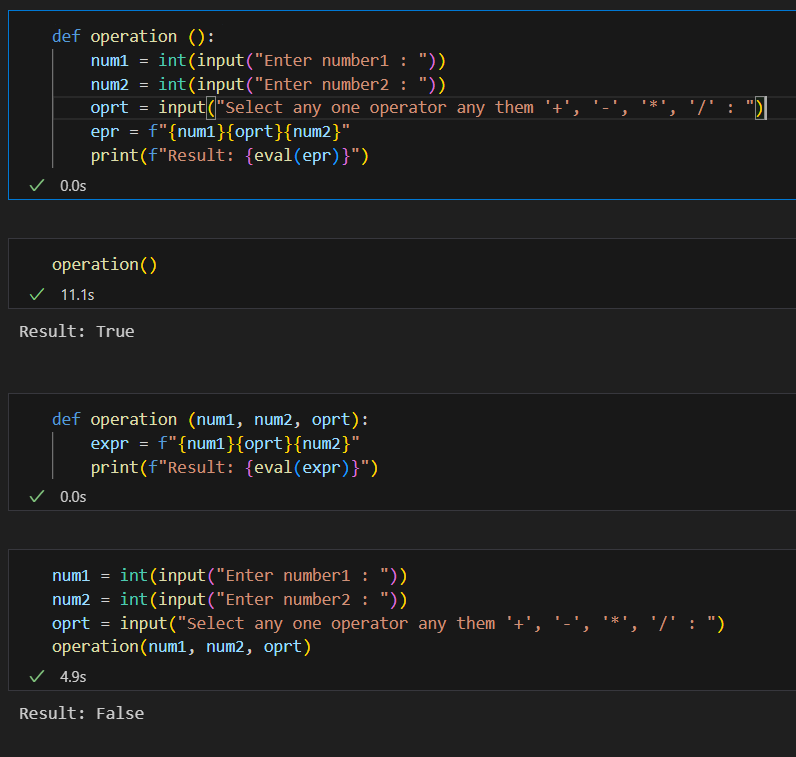 def operation ():
    num1 = int(input("Enter number1 : "))
    num2 = int(input("Enter number2 : "))
    oprt = input("Select any one operator any them '+', '-', '*', '/' : ")
    epr = f"{num1}{oprt}{num2}"
    print(f"Result: {eval(epr)}")
✓ 0.0s
operation()
✓ 11.1s
Result: True
def operation (num1, num2, oprt):
    expr = f"{num1}{oprt}{num2}"
    print(f"Result: {eval(expr)}")
✓ 0.0s
num1 = int(input("Enter number1 : "))
num2 = int(input("Enter number2 : "))
oprt = input("Select any one operator any them '+', '-', '*', '/' : ")
operation(num1, num2, oprt)
✓ 4.9s
Result: False